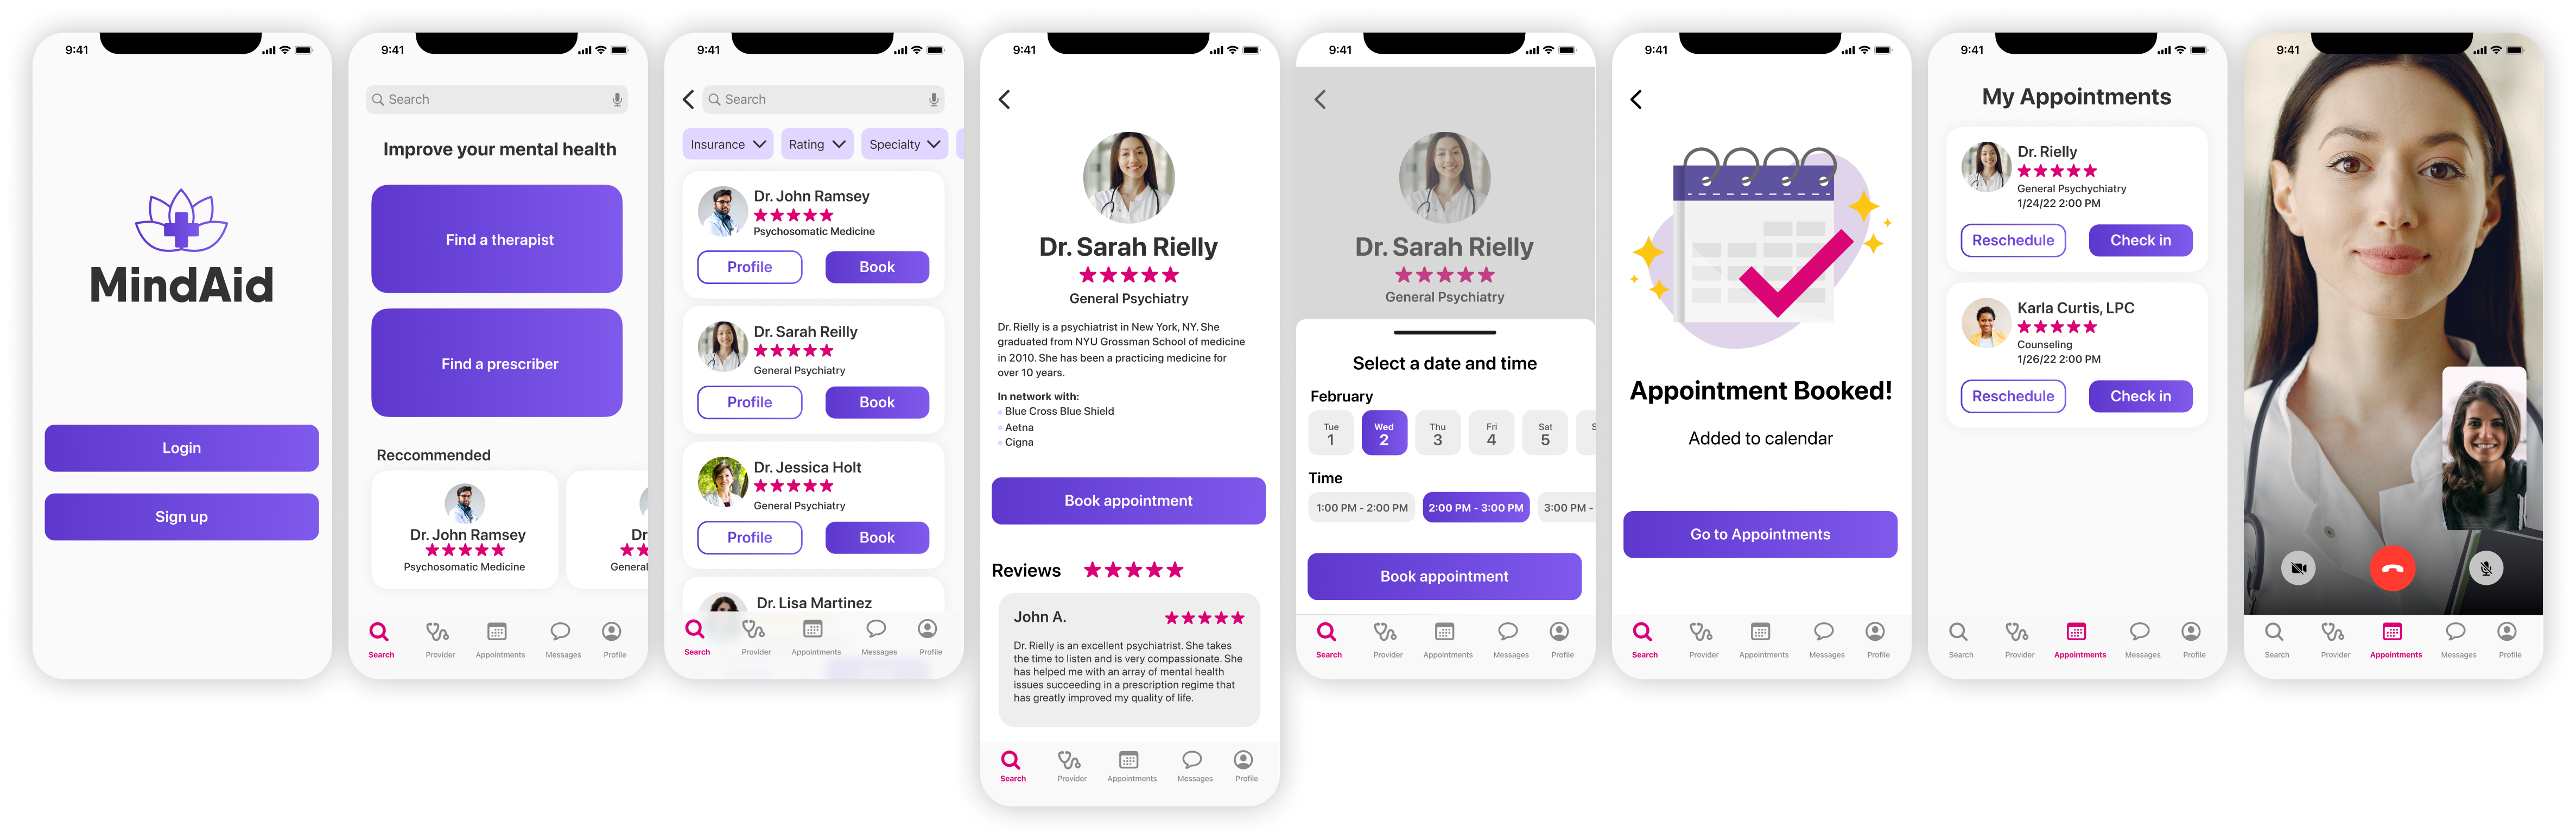 9:41
MindAid
Login
Sign up
9:41
Search
Improve your mental health
Find a therapist
Find a prescriber
Reccommended
Dr. John Ramsey
Psychosomatic Medicine
Dr.
General
Search Provider Appointments Messages Profile
9:41
Search
Insurance Rating Specialty
Dr. John Ramsey
Psychosomatic Medicine
Profile Book
Dr. Sarah Reilly
General Psychiatry
Profile Book
Dr. Jessica Holt
General Psychiatry
Profile Book
Dr. Lisa Martinez
Search Provider Appointments Messages Profile
9:41
Dr. Sarah Rielly
General Psychiatry
Dr. Rielly is a psychiatrist in New York, NY. She
graduated from NYU Grossman School of medicine
in 2010. She has been a practicing medicine for
over 10 years.
In network with:
Blue Cross Blue Shield
Aetna
Cigna
Book appointment
Reviews
John A.
Dr. Rielly is an excellent psychiatrist. She takes
the time to listen and is very compassionate. She
has helped me with an array of mental health
issues succeeding in a prescription regime that
has greatly improved my quality of life.
Search Provider Appointments Messages Profile
9:41
Dr. Sarah Rielly
General Psychiatry
Select a date and time
February
Tue Wed Thu Fri Sat S
1 2 3 4 5
Time
1:00 PM - 2:00 PM 2:00 PM - 3:00 PM 3:00 PM -
Book appointment
Search Provider Appointments Messages Profile
9:41
Appointment Booked!
Added to calendar
Go to Appointments
Search Provider Appointments Messages Profile
9:41
My Appointments
Dr. Rielly
General Psychychiatry
1/24/22 2:00 PM
Reschedule Check in
Karla Curtis, LPC
Counseling
1/26/22 2:00 PM
Reschedule Check in
Search Provider Appointments Messages Profile
9:41
Search Provider Appointments Messages Profile